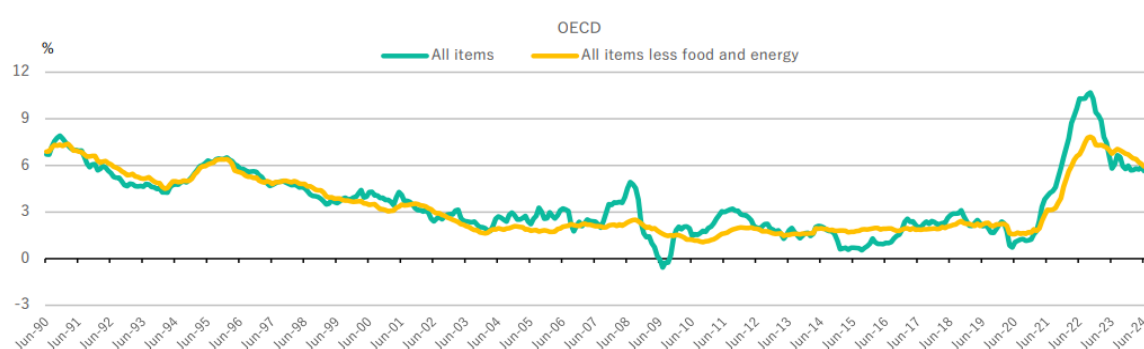 OECD
%
All items All items less food and energy
12
9
6
3
0
-3
Jun-90 Jun-91 Jun-92 Jun-93 Jun-94 Jun-95 Jun-96 Jun-97 Jun-98 Jun-99 Jun-00 Jun-01 Jun-02 Jun-03 Jun-04 Jun-05 Jun-06 Jun-07 Jun-08 Jun-09 Jun-10 Jun-11 Jun-12 Jun-13 Jun-14 Jun-15 Jun-16 Jun-17 Jun-18 Jun-19 Jun-20 Jun-21 Jun-22 Jun-23 Jun-24